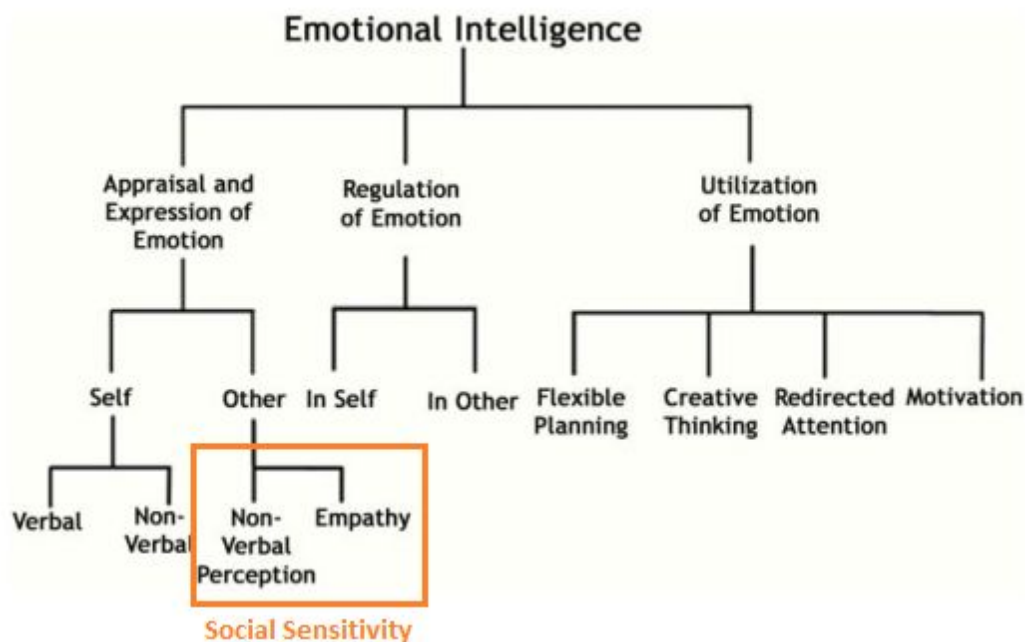 Emotional Intelligence
Appraisal and
Expression of
Emotion
Regulation
of Emotion
Utilization
of Emotion
Self
Other
In Self
In Other
Flexible
Planning
Creative
Thinking
Redirected
Attention
Motivation
Verbal
Non-
Verbal
Non-
Verbal
Perception
Empathy
Social Sensitivity